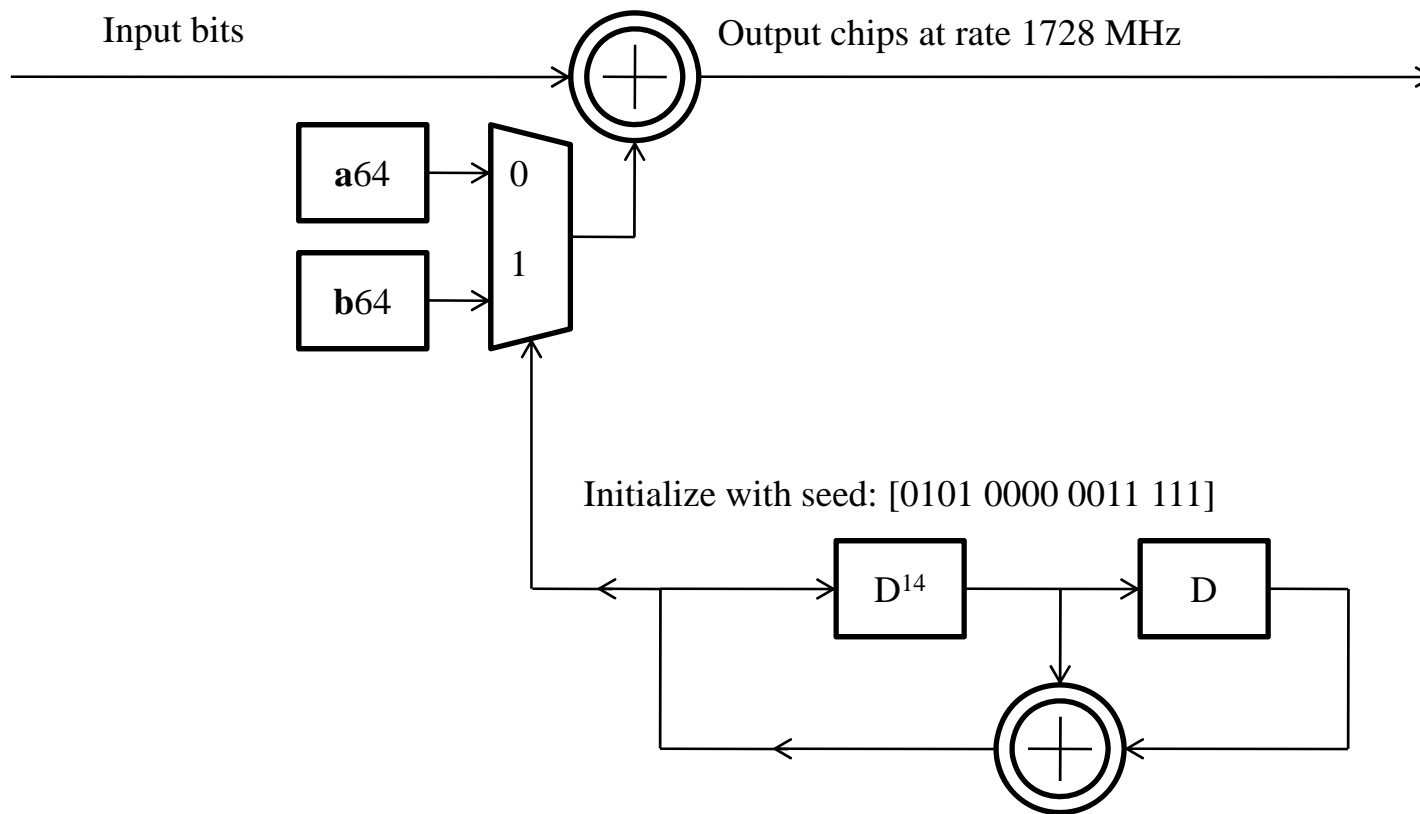 Input bits
Output chips at rate 1728 MHz
a64
0
1
b64
Initialize with seed: [0101 0000 0011 111]
D¹⁴
D